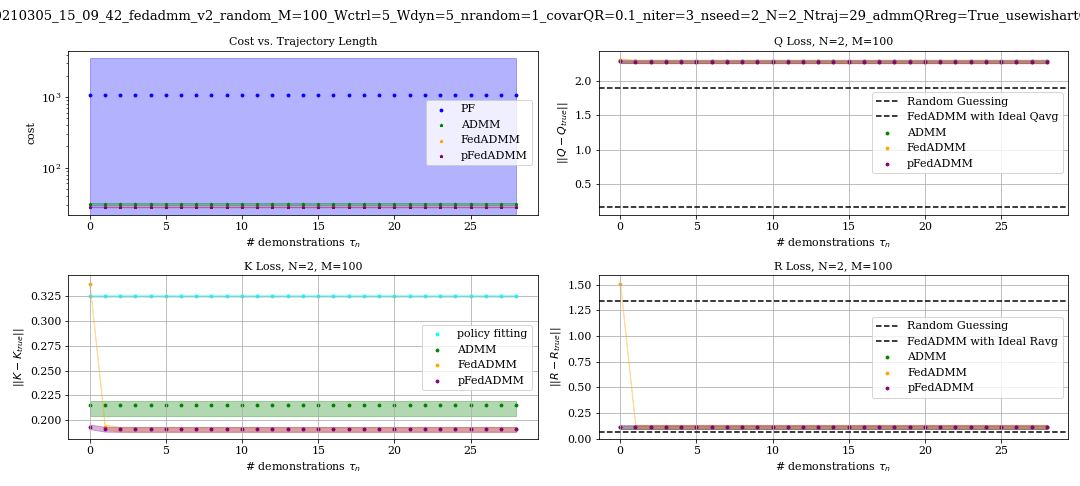 0210305_15_09_42_fedadmm_v2_random_M=100_Wctrl=5_Wdyn=5_nrandom=1_covarQR=0.1_niter=3_nseed=2_N=2_Ntraj=29_admmQRreg=True_usewishart
Cost vs. Trajectory Length
cost
10³
10²
PF
ADMM
FedADMM
pFedADMM
0 5 10 15 20 25
# demonstrations τₙ
Q Loss, N=2, M=100
||Q − Q_true||
2.0
1.5
1.0
0.5
Random Guessing
FedADMM with Ideal Qavg
ADMM
FedADMM
pFedADMM
0 5 10 15 20 25
# demonstrations τₙ
K Loss, N=2, M=100
||K − K_true||
0.325
0.300
0.275
0.250
0.225
0.200
policy fitting
ADMM
FedADMM
pFedADMM
0 5 10 15 20 25
# demonstrations τₙ
R Loss, N=2, M=100
||R − R_true||
1.50
1.25
1.00
0.75
0.50
0.25
0.00
Random Guessing
FedADMM with Ideal Ravg
ADMM
FedADMM
pFedADMM
0 5 10 15 20 25
# demonstrations τₙ